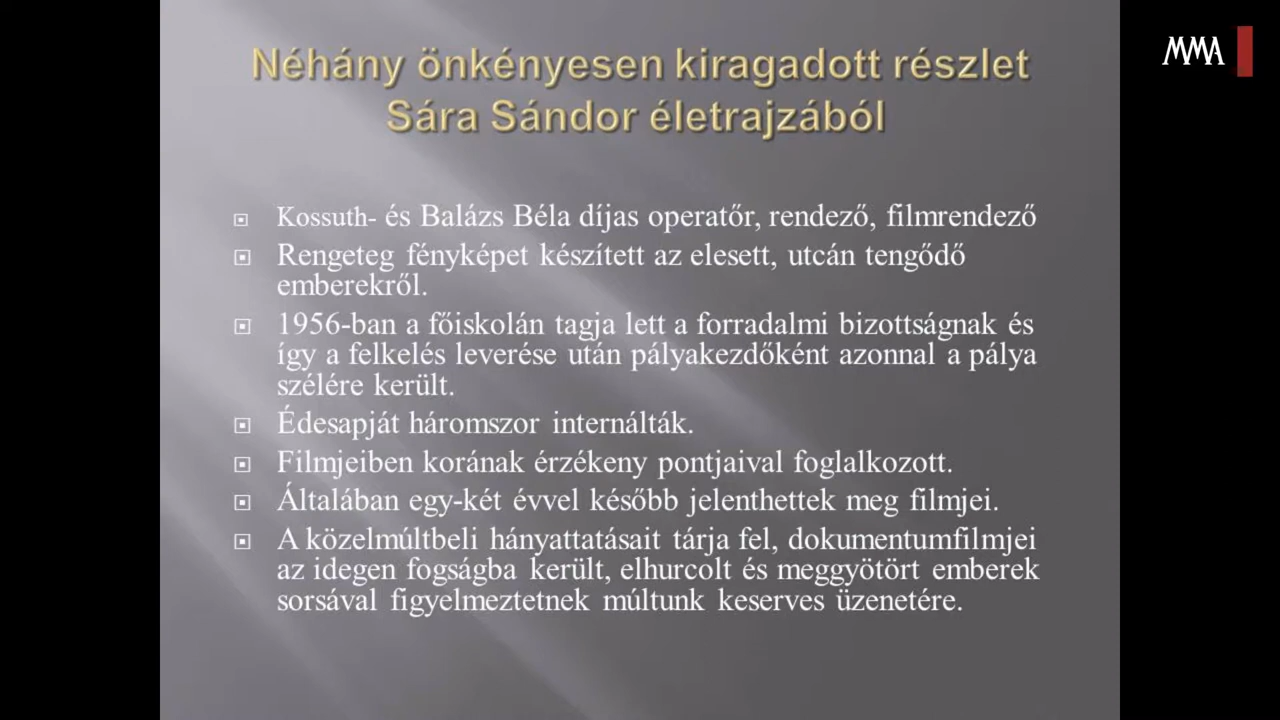 MMA
Néhány önkényesen kiragadott részlet
Sára Sándor életrajzából
Kossuth- és Balázs Béla díjas operatőr, rendező, filmrendező
Rengeteg fényképet készített az elesett, utcán tengődő
emberekről.
1956-ban a főiskolán tagja lett a forradalmi bizottságnak és
így a felkelés leverése után pályakezdőként azonnal a pálya
szélére került.
Édesapját háromszor internálták.
Filmjeiben korának érzékeny pontjaival foglalkozott.
Általában egy-két évvel később jelenthettek meg filmjei.
A közelmúltbeli hányattatásait tárja fel, dokumentumfilmjei
az idegen fogságba került, elhurcolt és meggyötört emberek
sorsával figyelmeztetnek múltunk keserves üzenetére.